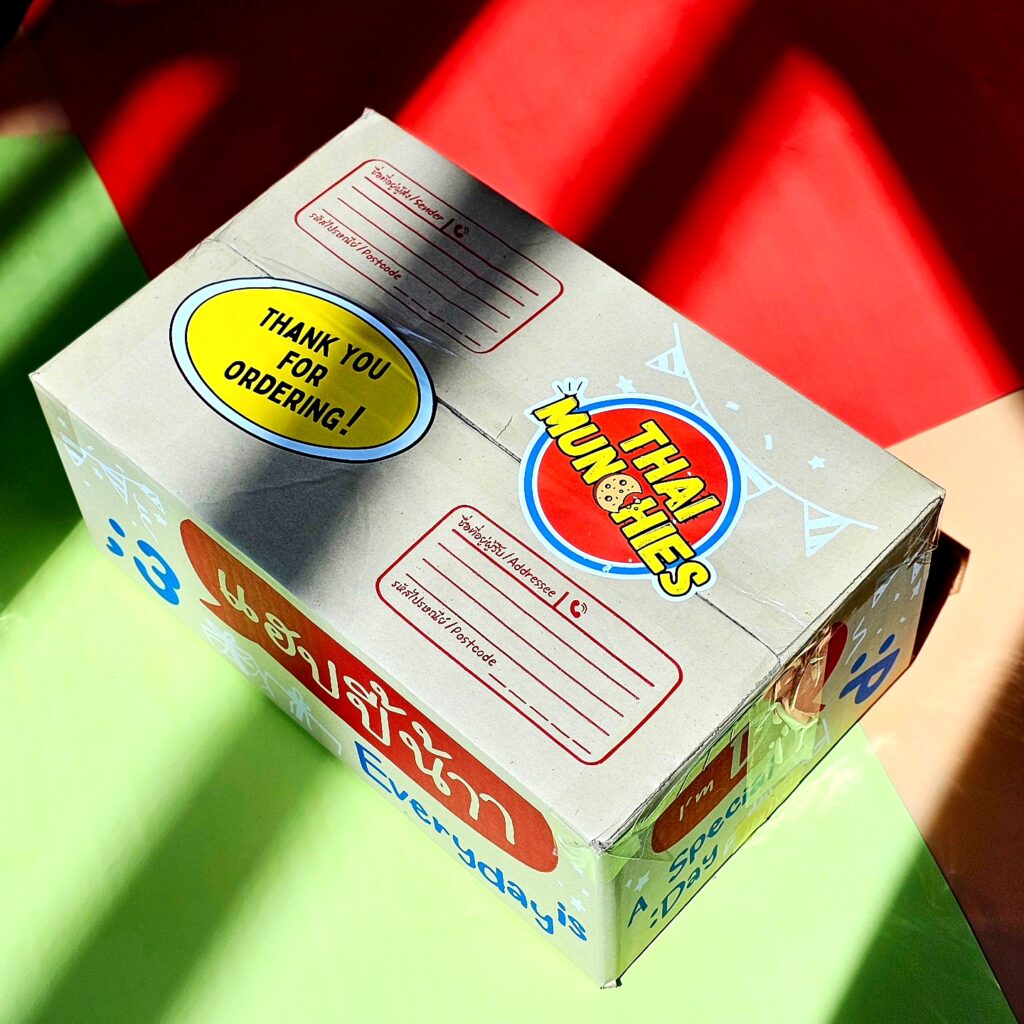 ชื่อที่อยู่ผู้ส่ง/Sender
รหัสไปรษณีย์/Postcode
THANK YOU
FOR
ORDERING!
THAI
MUNCHIES
ชื่อที่อยู่ผู้รับ/Addressee
รหัสไปรษณีย์/Postcode
;3
Everyday is
:P
I'm
A Special
:Day